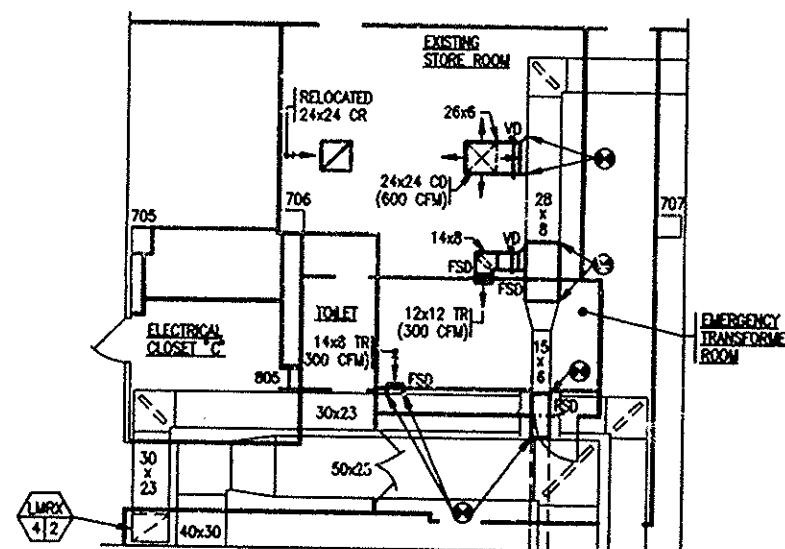 EXISTING
STORE ROOM
RELOCATED
24x24 CR
26x6
VD
24x24 CD
(600 CFM)
28
x
8
705
706
707
14x8
VD
FSD
FSD
12x12 TR
(300 CFM)
TOILET
ELECTRICAL
CLOSET "C"
14x8 TR
300 CFM)
EMERGENCY
TRANSFORME
ROOM
15
x
6
805
FSD
FSD
30x23
30
x
23
50x25
LMRX
4 2
40x30